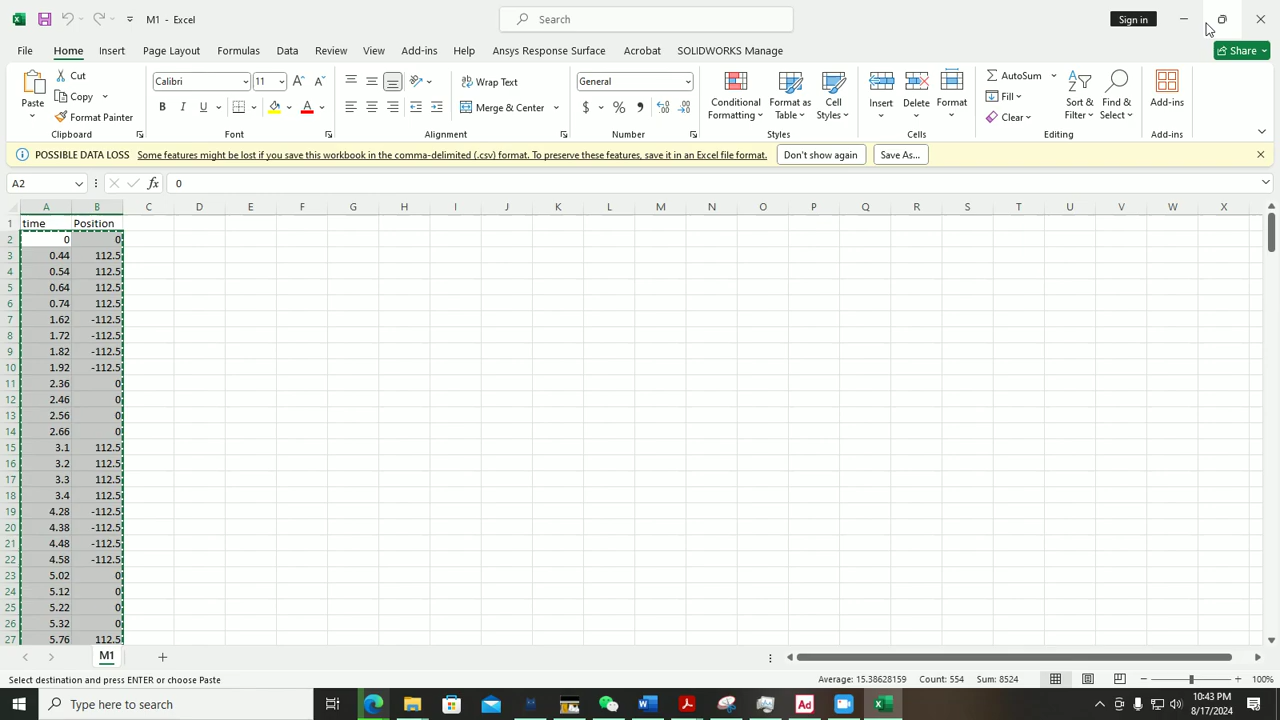 M1 - Excel
Search
Sign in
File Home Insert Page Layout Formulas Data Review View Add-ins Help Ansys Response Surface Acrobat SOLIDWORKS Manage Share
Paste
Cut
Copy
Format Painter
Calibri 11
B I U
Wrap Text
Merge & Center
General
$ % ,
Conditional Formatting
Format as Table
Cell Styles
Insert
Delete
Format
AutoSum
Fill
Clear
Sort & Filter
Find & Select
Add-ins
Clipboard Font Alignment Number Styles Cells Editing Add-ins
POSSIBLE DATA LOSS Some features might be lost if you save this workbook in the comma-delimited (.csv) format. To preserve these features, save it in an Excel file format. Don't show again Save As...
A2 fx 0
A B C D E F G H I J K L M N O P Q R S T U V W X
1 time Position
2 0 0
3 0.44 112.5
4 0.54 112.5
5 0.64 112.5
6 0.74 112.5
7 1.62 -112.5
8 1.72 -112.5
9 1.82 -112.5
10 1.92 -112.5
11 2.36 0
12 2.46 0
13 2.56 0
14 2.66 0
15 3.1 112.5
16 3.2 112.5
17 3.3 112.5
18 3.4 112.5
19 4.28 -112.5
20 4.38 -112.5
21 4.48 -112.5
22 4.58 -112.5
23 5.02 0
24 5.12 0
25 5.22 0
26 5.32 0
27 5.76 112.5
M1
Select destination and press ENTER or choose Paste Average: 15.38628159 Count: 554 Sum: 8524 100%
Type here to search
Ad
10:43 PM
8/17/2024